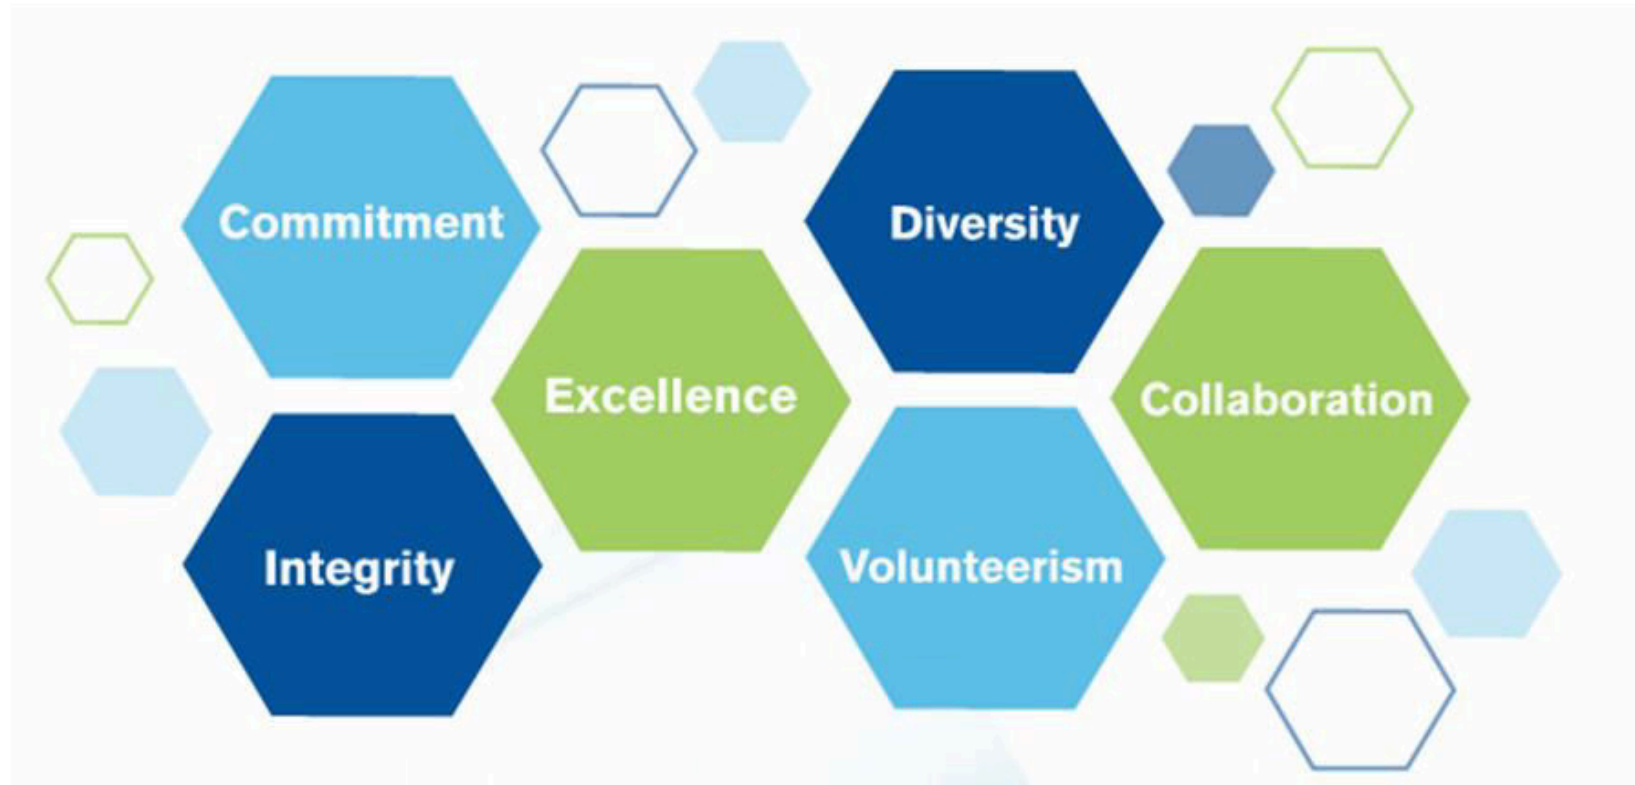 Commitment
Diversity
Excellence
Collaboration
Integrity
Volunteerism